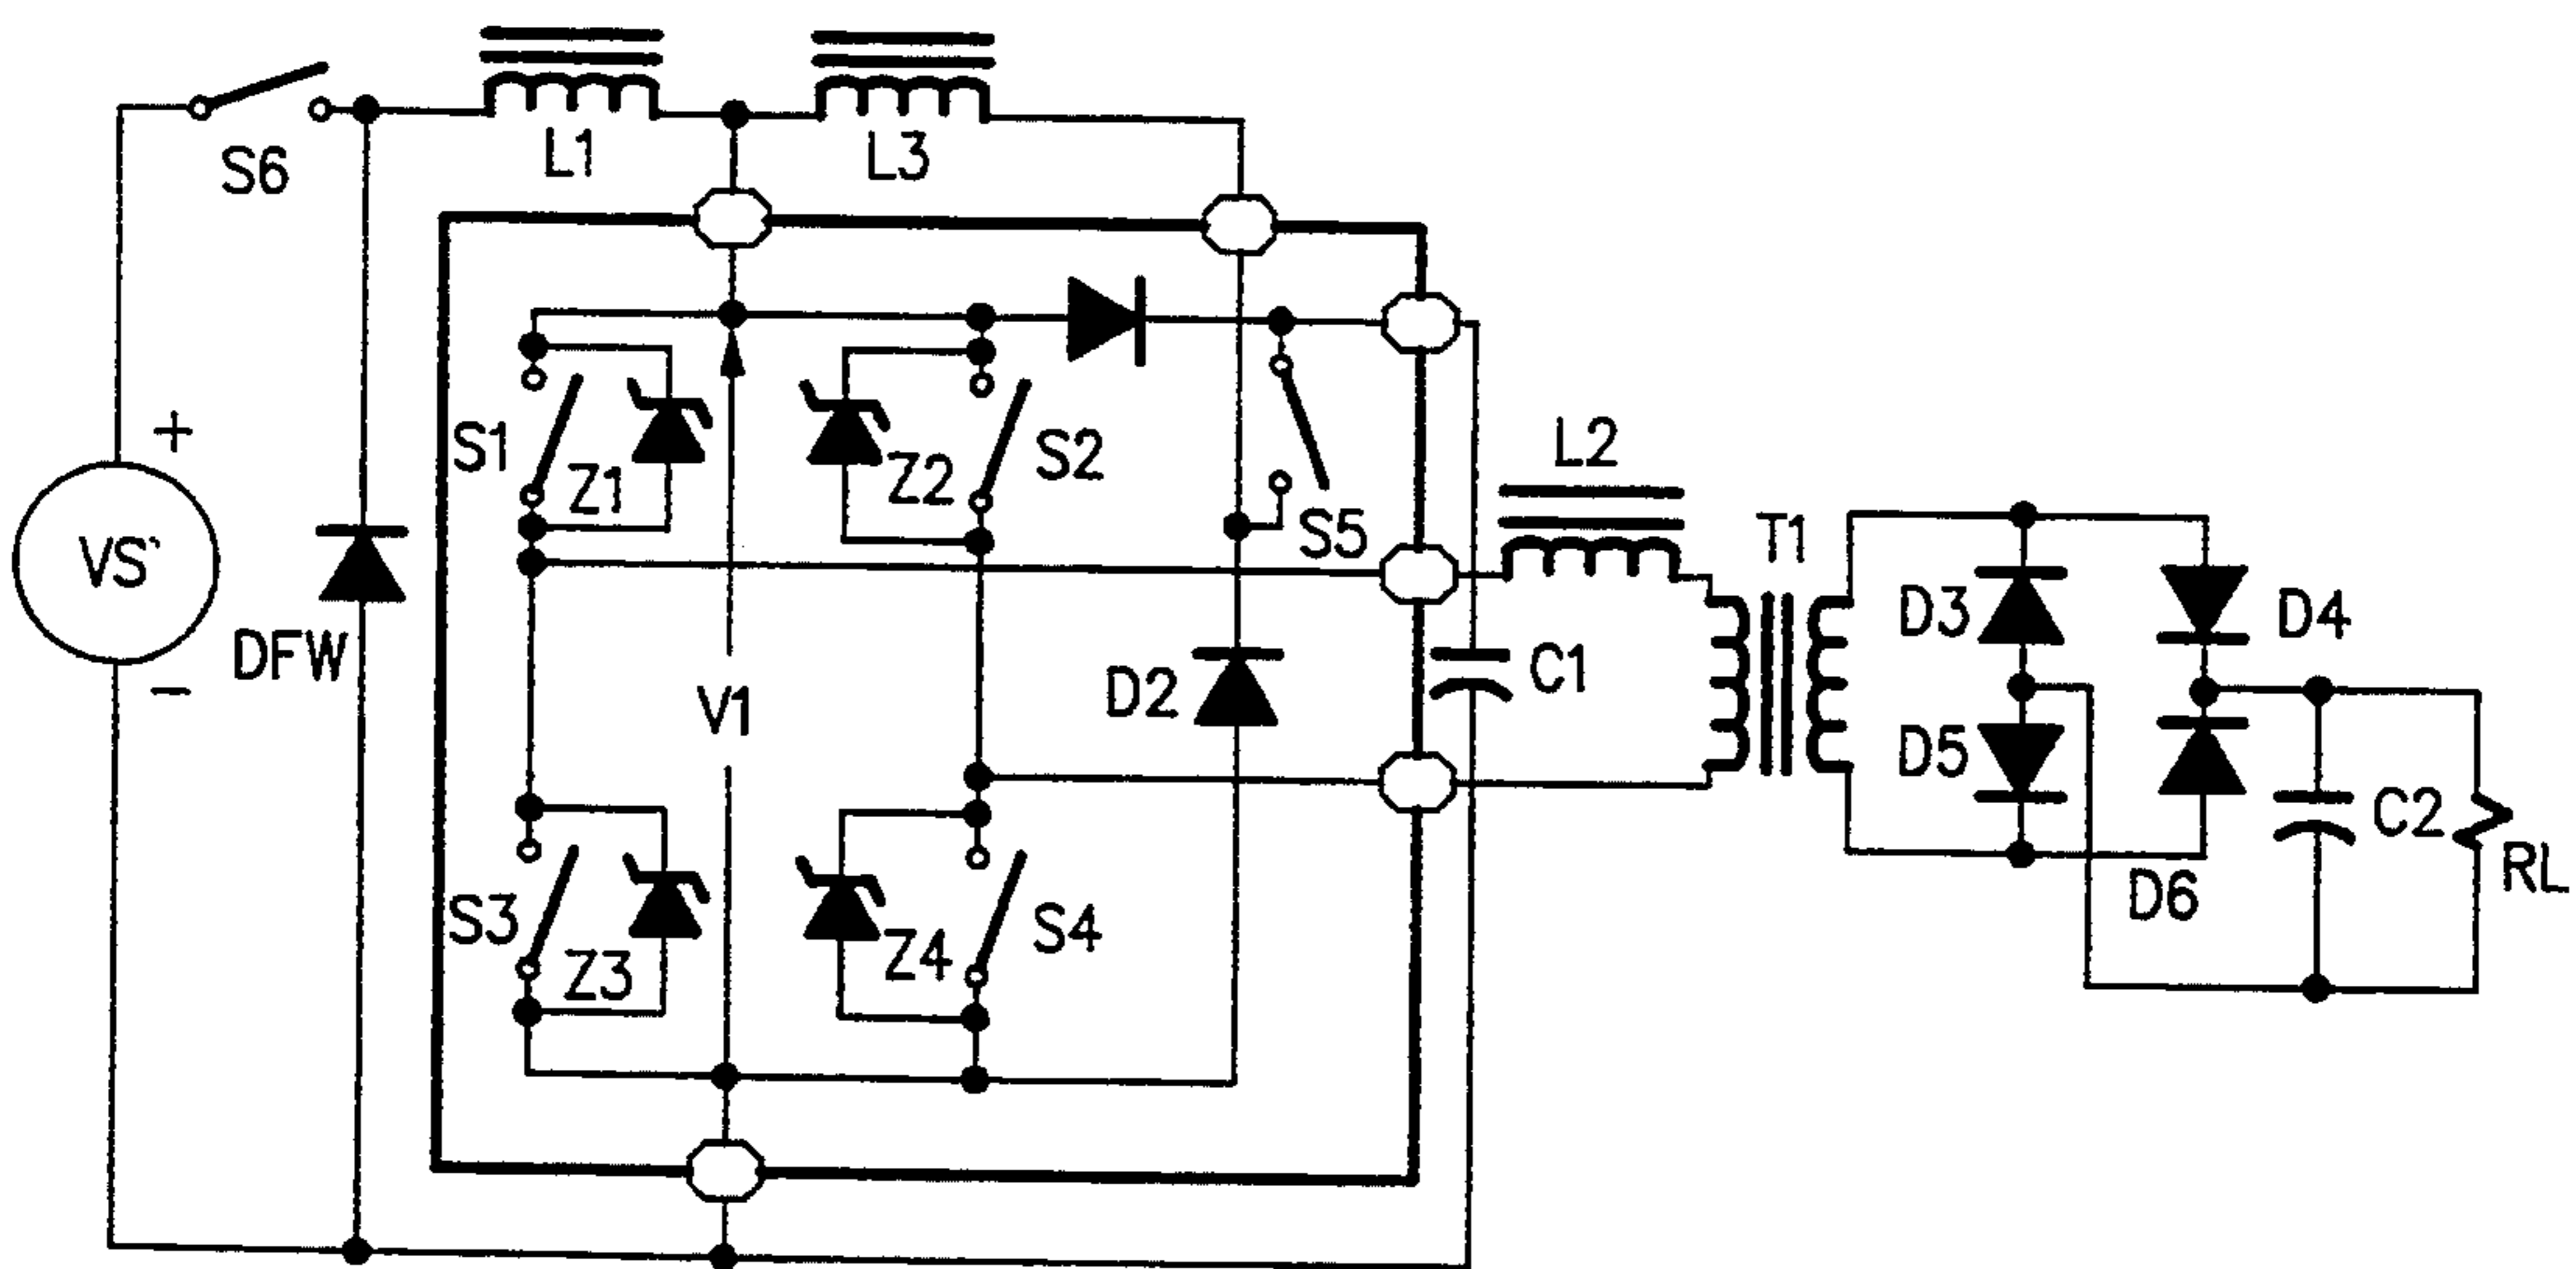 S6
L1
L3
+
VS
−
DFW
S1
Z1
Z2
S2
S5
V1
D2
S3
Z3
Z4
S4
L2
C1
T1
D3
D4
D5
D6
C2
RL